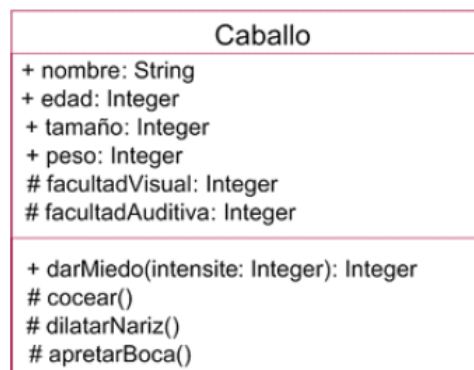 Caballo
+ nombre: String
+ edad: Integer
+ tamaño: Integer
+ peso: Integer
# facultadVisual: Integer
# facultadAuditiva: Integer
+ darMiedo(intensite: Integer): Integer
# cocear()
# dilatarNariz()
# apretarBoca()